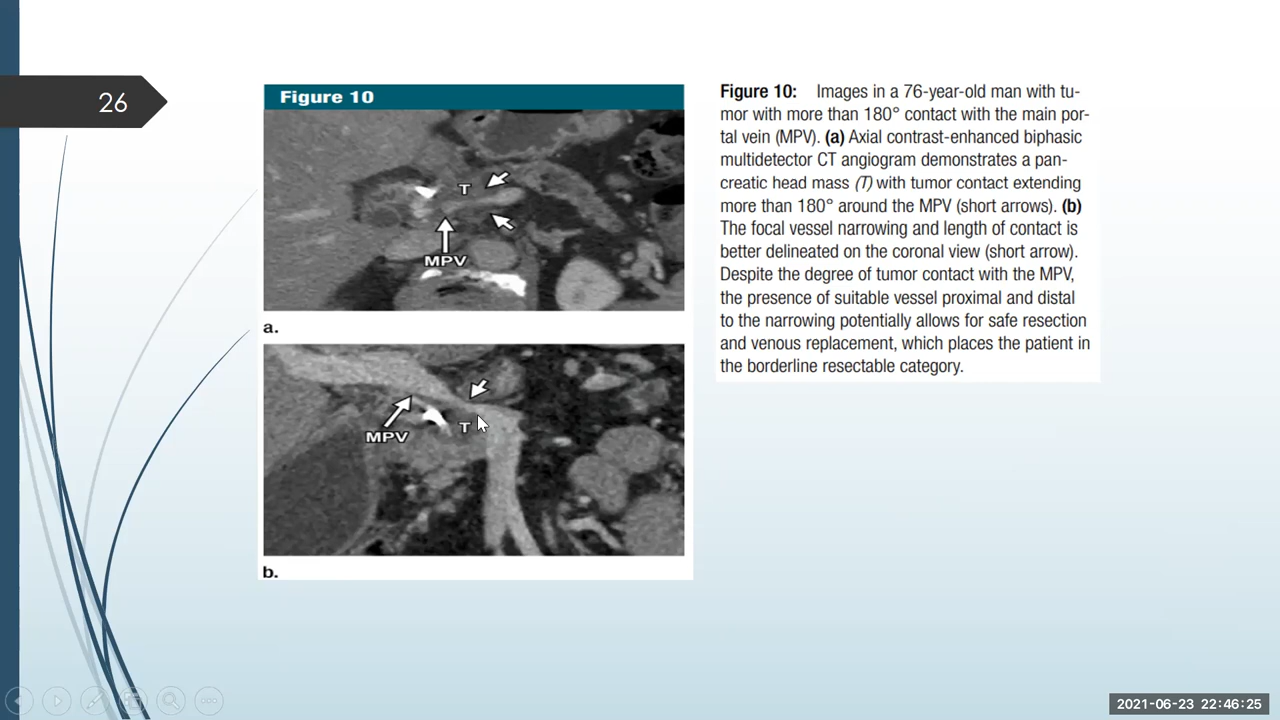 26
Figure 10
T
MPV
a.
MPV
T
b.
Figure 10: Images in a 76-year-old man with tu-
mor with more than 180° contact with the main por-
tal vein (MPV). (a) Axial contrast-enhanced biphasic
multidetector CT angiogram demonstrates a pan-
creatic head mass (T) with tumor contact extending
more than 180° around the MPV (short arrows). (b)
The focal vessel narrowing and length of contact is
better delineated on the coronal view (short arrow).
Despite the degree of tumor contact with the MPV,
the presence of suitable vessel proximal and distal
to the narrowing potentially allows for safe resection
and venous replacement, which places the patient in
the borderline resectable category.
2021-06-23 22:46:25